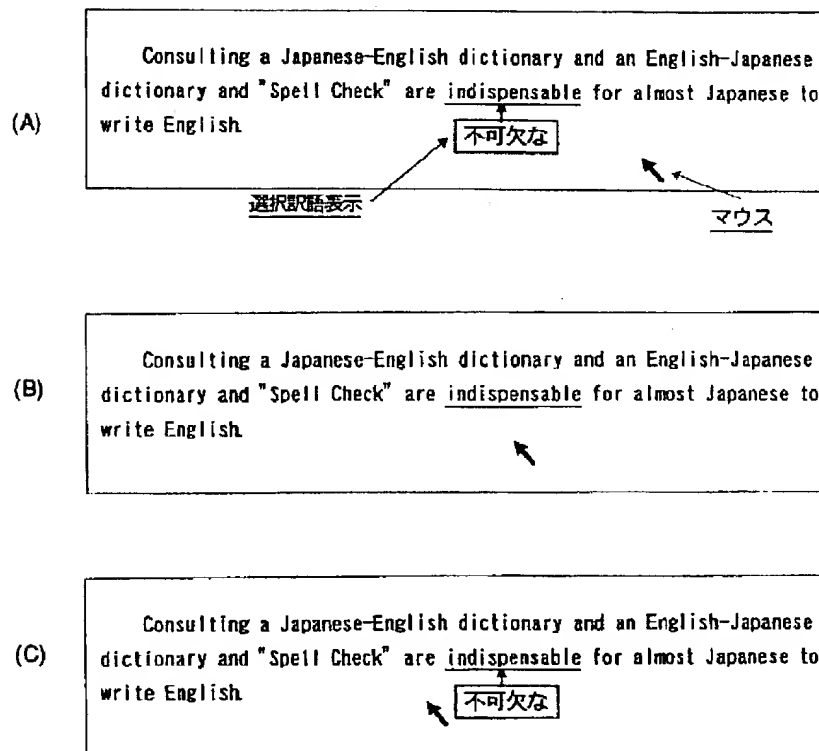 Consulting a Japanese-English dictionary and an English-Japanese
dictionary and "Spell Check" are indispensable for almost Japanese to
(A)
write English.
不可欠な
選択訳語表示
マウス
Consulting a Japanese-English dictionary and an English-Japanese
(B)
dictionary and "Spell Check" are indispensable for almost Japanese to
write English.
Consulting a Japanese-English dictionary and an English-Japanese
(C)
dictionary and "Spell Check" are indispensable for almost Japanese to
write English.
不可欠な